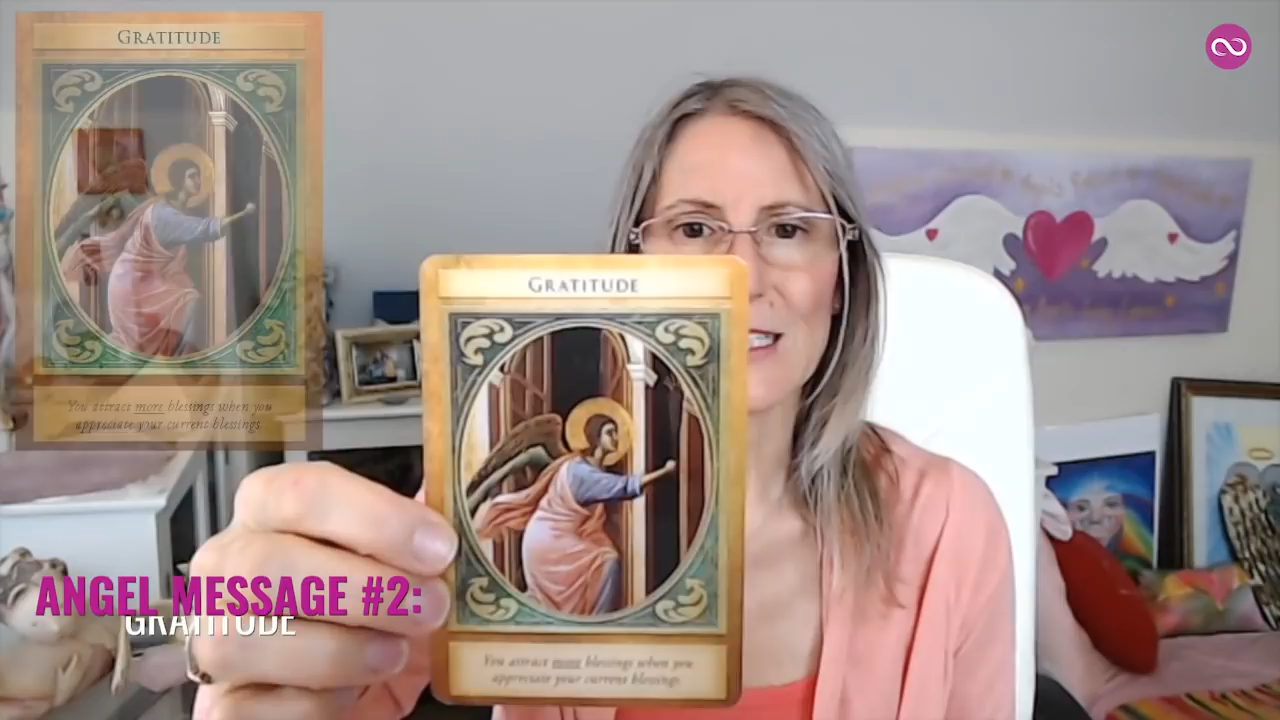 GRATITUDE
You attract more blessings when you
appreciate your current blessings.
GRATITUDE
You attract more blessings when you
appreciate your current blessings.
ANGEL MESSAGE #2:
GRATITUDE